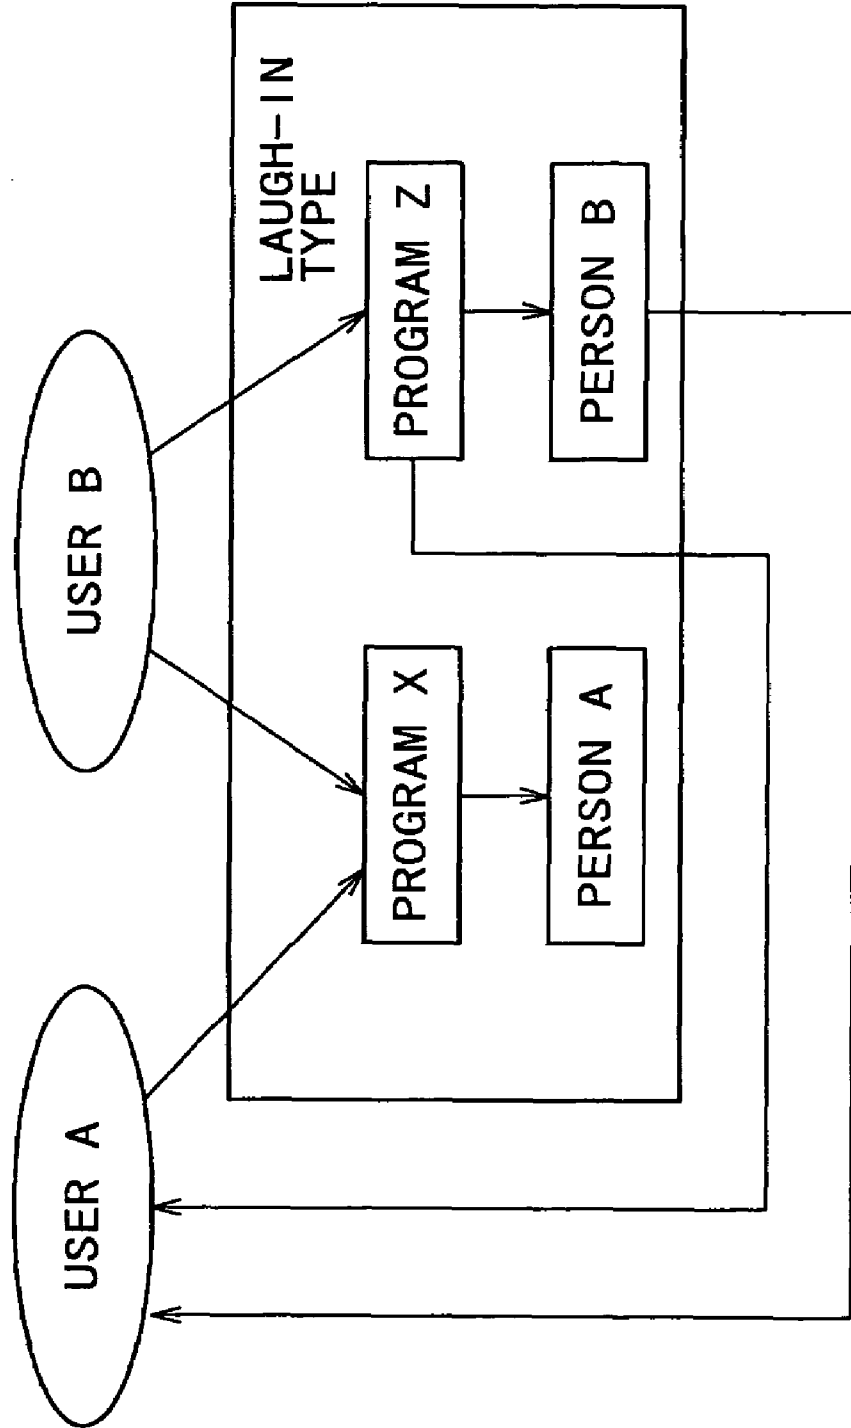 USER A
USER B
LAUGH-IN
TYPE
PROGRAM X
PROGRAM Z
PERSON A
PERSON B